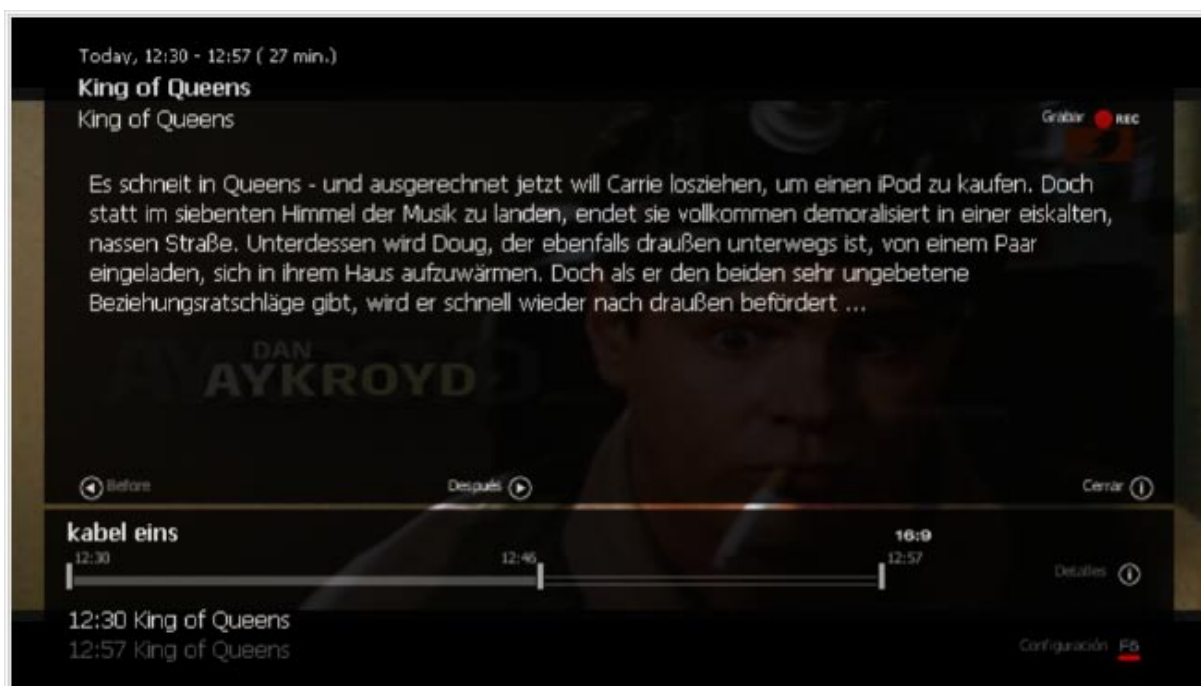 Today, 12:30 - 12:57 ( 27 min.)
King of Queens
King of Queens
Grabar REC
Es schneit in Queens - und ausgerechnet jetzt will Carrie losziehen, um einen iPod zu kaufen. Doch
statt im siebenten Himmel der Musik zu landen, endet sie vollkommen demoralisiert in einer eiskalten,
nassen Straße. Unterdessen wird Doug, der ebenfalls draußen unterwegs ist, von einem Paar
eingeladen, sich in ihrem Haus aufzuwärmen. Doch als er den beiden sehr ungebetene
Beziehungsratschläge gibt, wird er schnell wieder nach draußen befördert ...
DAN
AYKROYD
Before Después Cerrar
kabel eins 16:9
12:30 12:46 12:57
Detalles
12:30 King of Queens
12:57 King of Queens
Configuración F5